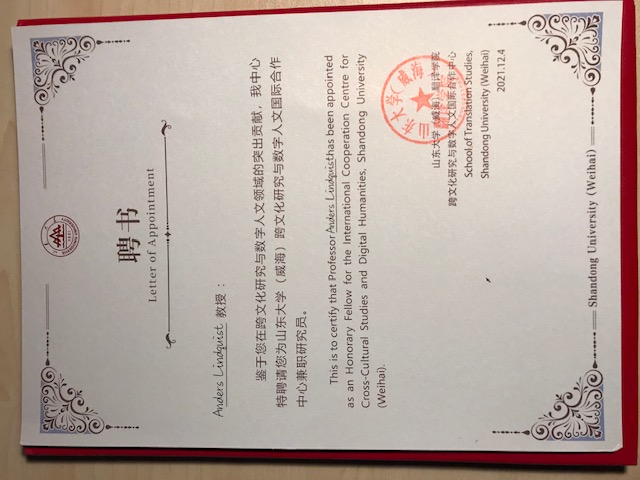 聘书
Letter of Appointment
Anders Lindquist 教授：
鉴于您在跨文化研究与数字人文领域的突出贡献，我中心
特聘请您为山东大学（威海）跨文化研究与数字人文国际合作
中心兼职研究员。
This is to certify that Professor Anders Lindquist has been appointed
as an Honorary Fellow for the International Cooperation Centre for
Cross-Cultural Studies and Digital Humanities, Shandong University
(Weihai).
山东大学（威海）翻译学院
跨文化研究与数字人文国际合作中心
School of Translation Studies,
Shandong University (Weihai)
2021.12.4
Shandong University (Weihai)